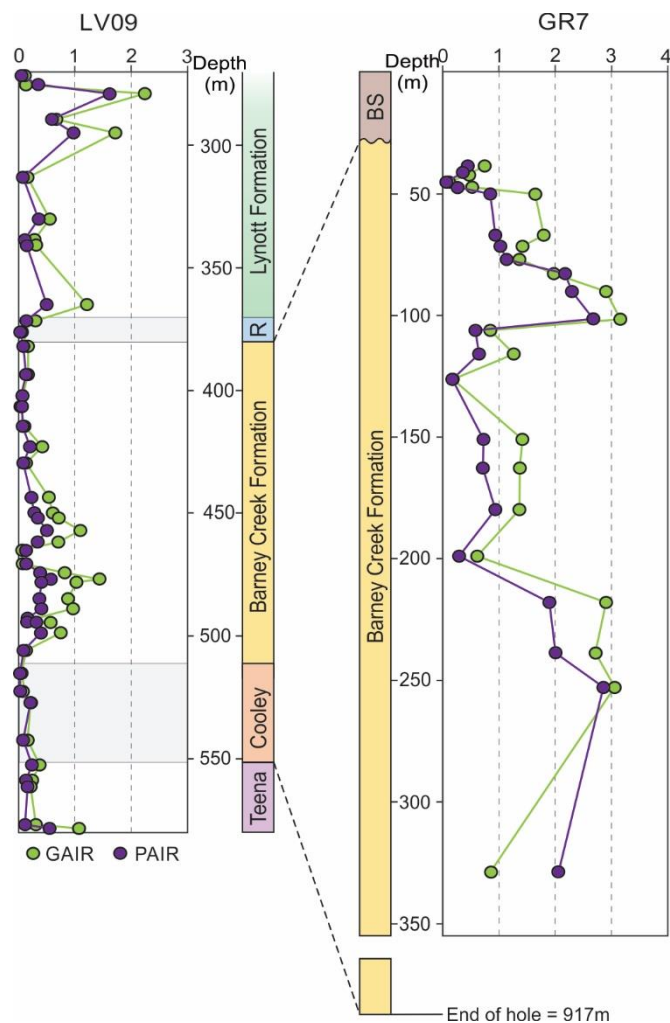 LV09
GR7
0 1 2 3
Depth
(m)
Depth
(m)
0 1 2 3 4
300
350
400
450
500
550
Lynott Formation
R
Barney Creek Formation
Cooley
Teena
BS
Barney Creek Formation
50
100
150
200
250
300
350
GAIR PAIR
End of hole = 917m